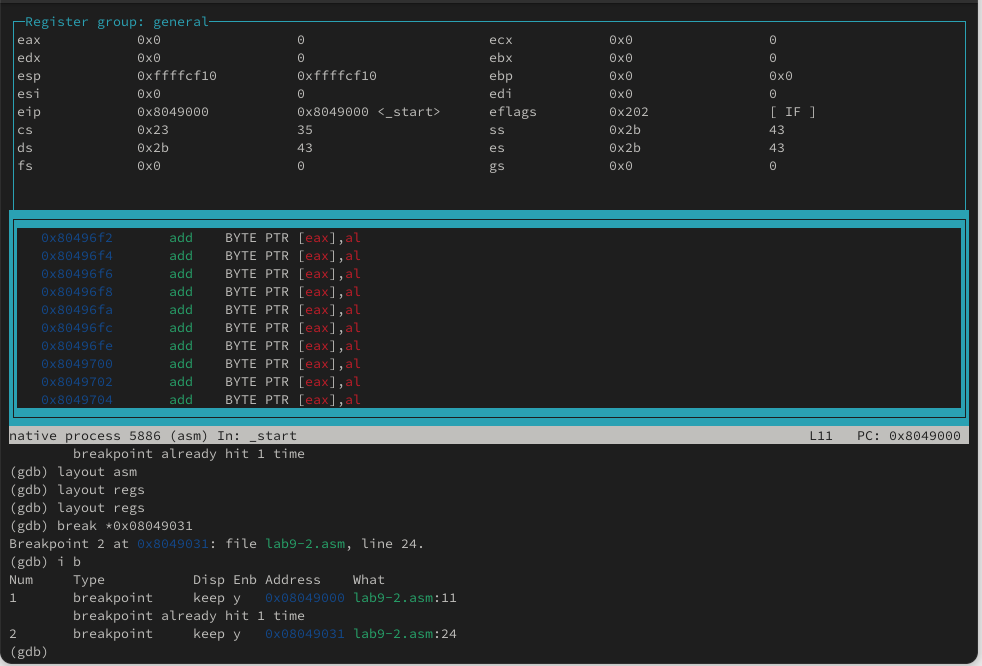 Register group: general
eax 0x0 0 ecx 0x0 0
edx 0x0 0 ebx 0x0 0
esp 0xffffcf10 0xffffcf10 ebp 0x0 0x0
esi 0x0 0 edi 0x0 0
eip 0x8049000 0x8049000 <_start> eflags 0x202 [ IF ]
cs 0x23 35 ss 0x2b 43
ds 0x2b 43 es 0x2b 43
fs 0x0 0 gs 0x0 0
0x80496f2 add BYTE PTR [eax],al
0x80496f4 add BYTE PTR [eax],al
0x80496f6 add BYTE PTR [eax],al
0x80496f8 add BYTE PTR [eax],al
0x80496fa add BYTE PTR [eax],al
0x80496fc add BYTE PTR [eax],al
0x80496fe add BYTE PTR [eax],al
0x8049700 add BYTE PTR [eax],al
0x8049702 add BYTE PTR [eax],al
0x8049704 add BYTE PTR [eax],al
native process 5886 (asm) In: _start L11 PC: 0x8049000
breakpoint already hit 1 time
(gdb) layout asm
(gdb) layout regs
(gdb) layout regs
(gdb) break *0x08049031
Breakpoint 2 at 0x8049031: file lab9-2.asm, line 24.
(gdb) i b
Num Type Disp Enb Address What
1 breakpoint keep y 0x08049000 lab9-2.asm:11
breakpoint already hit 1 time
2 breakpoint keep y 0x08049031 lab9-2.asm:24
(gdb)